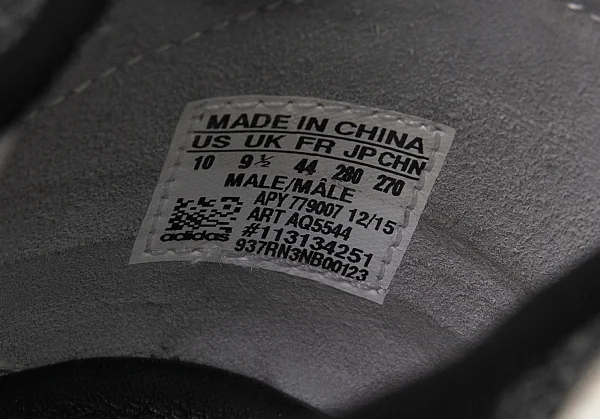 MADE IN CHINA
US UK FR JP CHN
10 9½ 44 280 270
MALE/MÂLE
APY 779007 12/15
ART AQ5544
#113134251
adidas 937RN3NB00123